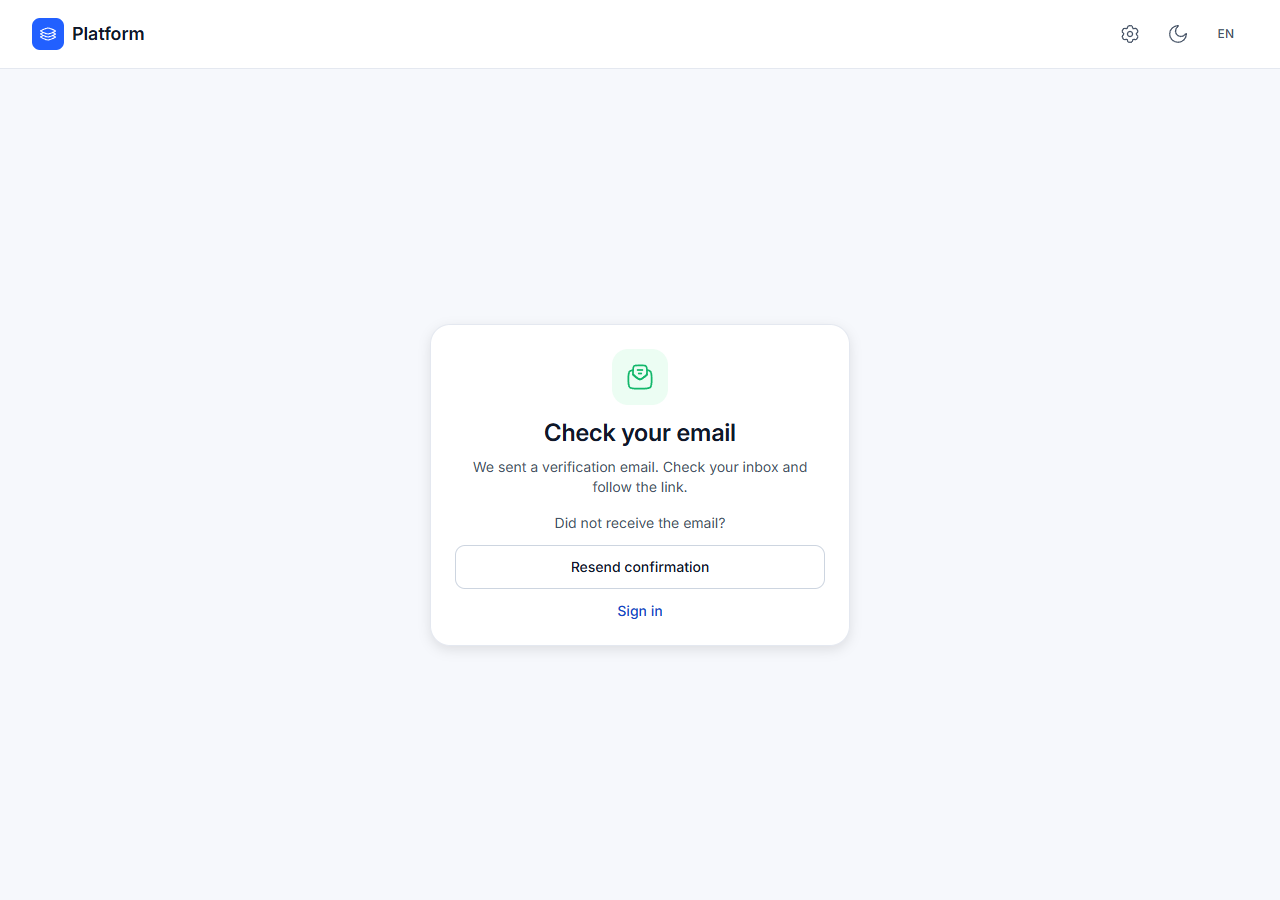 Platform
EN
Check your email
We sent a verification email. Check your inbox and
follow the link.
Did not receive the email?
Resend confirmation
Sign in